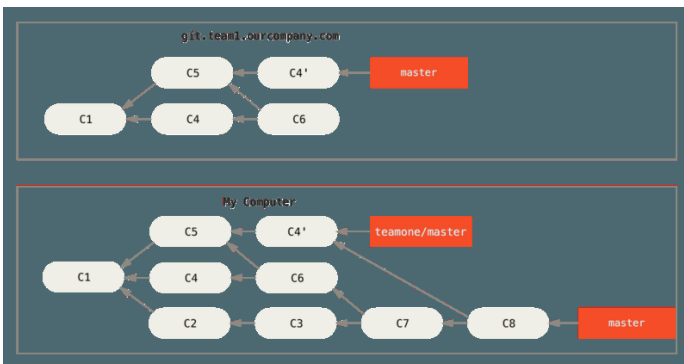 git.team1.ourcompany.com
C5 C4' master
C1 C4 C6
My Computer
C5 C4' teamone/master
C1 C4 C6
C2 C3 C7 C8 master